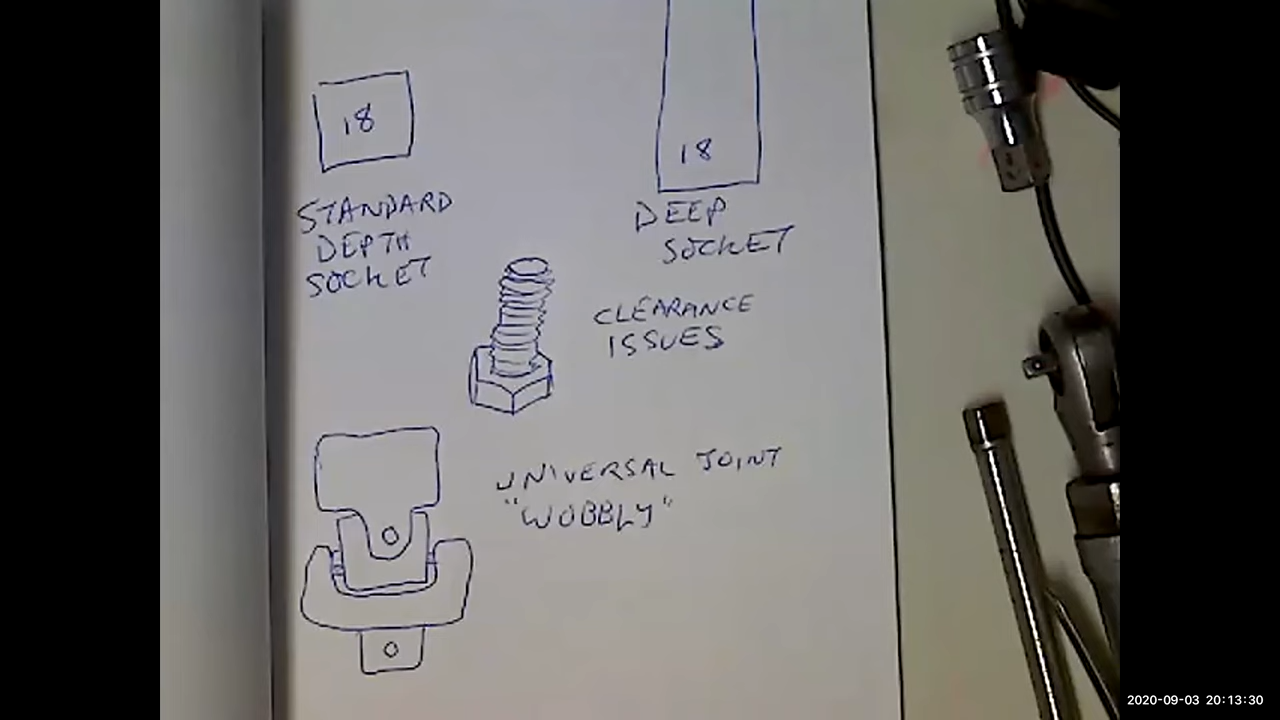 18
STANDARD
DEPTH
SOCKET
18
DEEP
SOCKET
CLEARANCE
ISSUES
UNIVERSAL JOINT
"WOBBLY"
2020-09-03 20:13:30